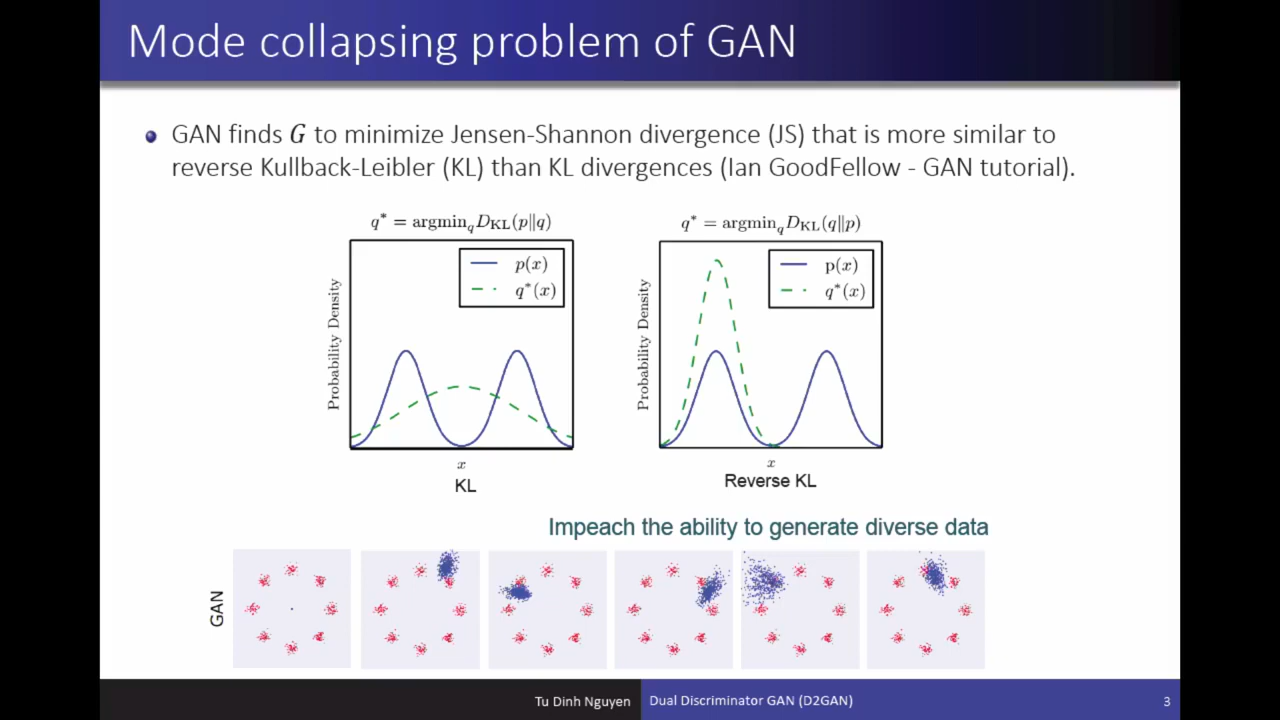 Mode collapsing problem of GAN
GAN finds G to minimize Jensen-Shannon divergence (JS) that is more similar to
reverse Kullback-Leibler (KL) than KL divergences (Ian GoodFellow - GAN tutorial).
q* = argmin_q D_KL(p‖q)
Probability Density
p(x)
q*(x)
x
KL
q* = argmin_q D_KL(q‖p)
Probability Density
p(x)
q*(x)
x
Reverse KL
Impeach the ability to generate diverse data
GAN
Tu Dinh Nguyen
Dual Discriminator GAN (D2GAN)
3